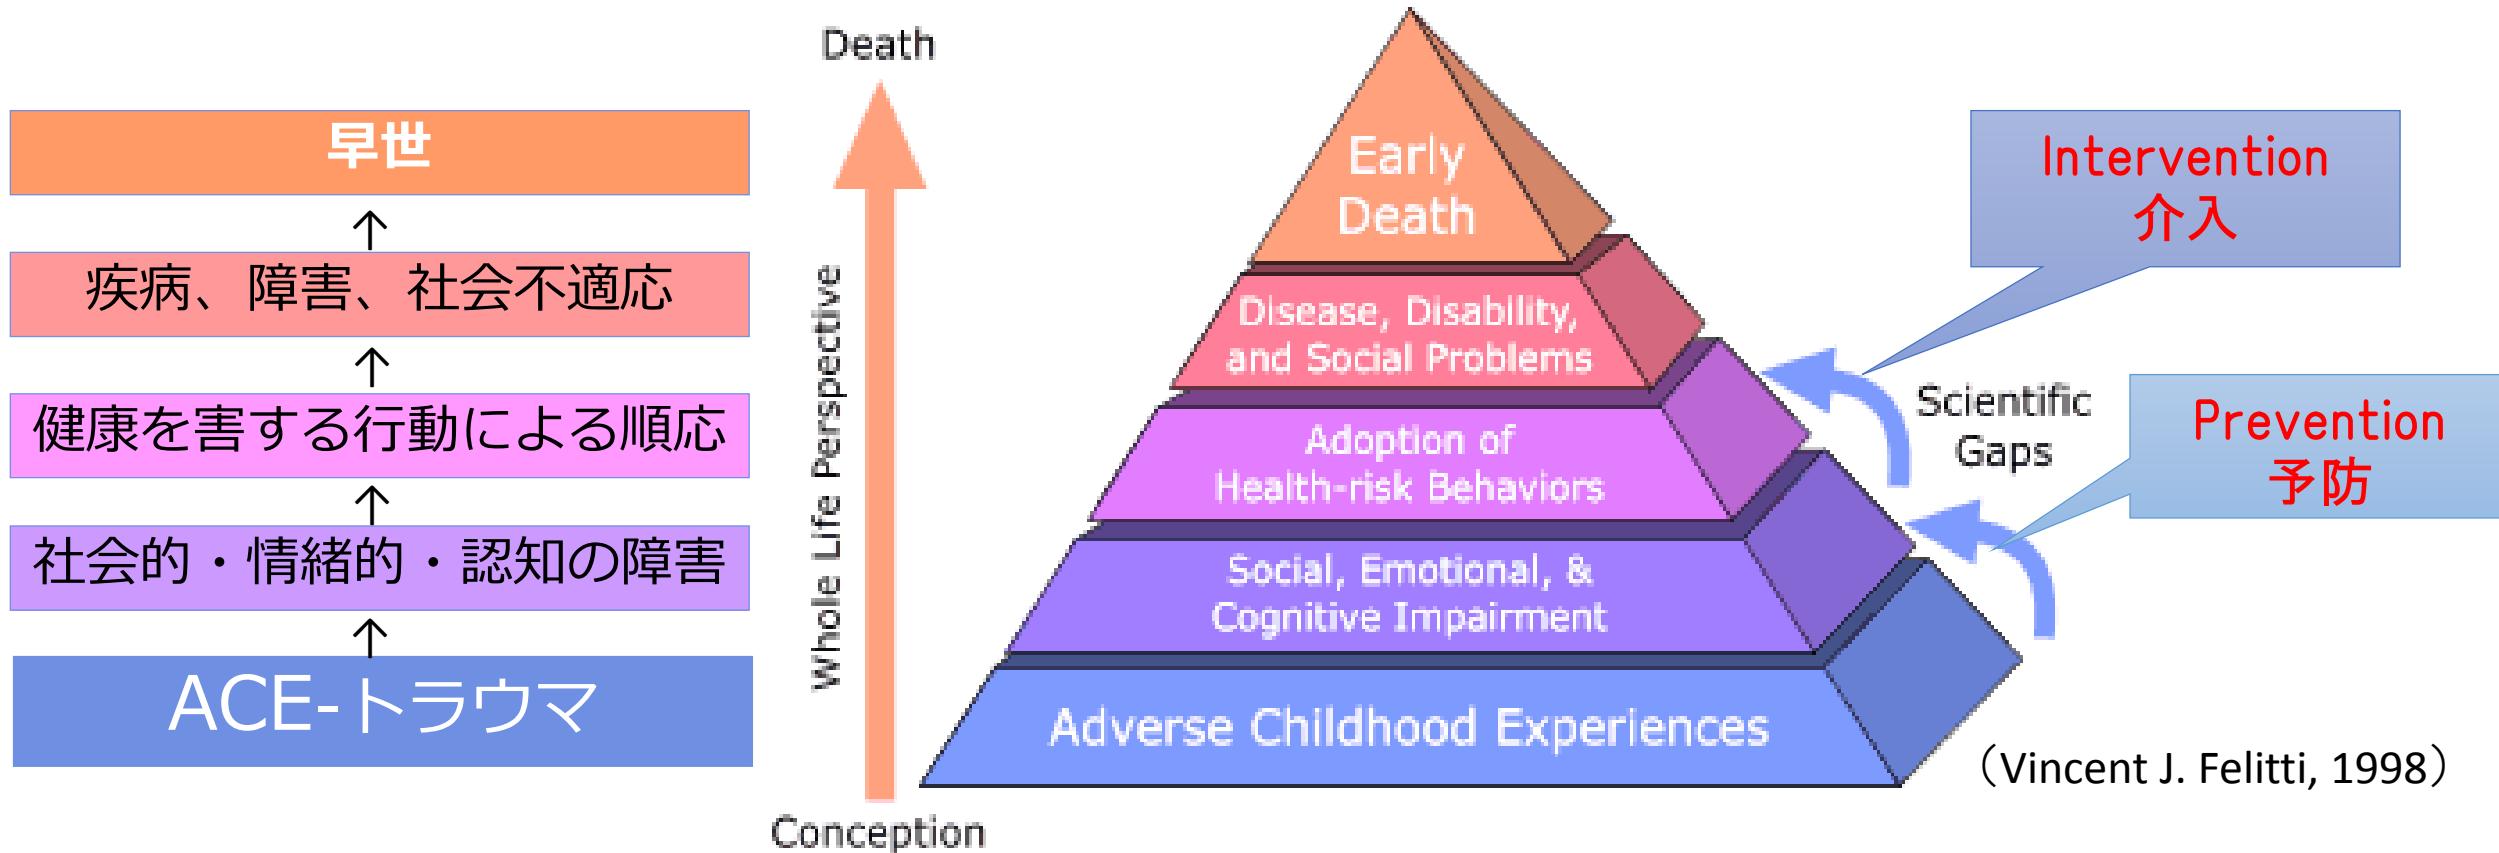 早世
↑
疾病、障害、社会不適応
↑
健康を害する行動による順応
↑
社会的・情緒的・認知の障害
↑
ACE-トラウマ
Death
Whole Life Perspective
Conception
Early
Death
Disease, Disability,
and Social Problems
Adoption of
Health-risk Behaviors
Social, Emotional, &
Cognitive Impairment
Adverse Childhood Experiences
Scientific
Gaps
Intervention
介入
Prevention
予防
（Vincent J. Felitti, 1998）